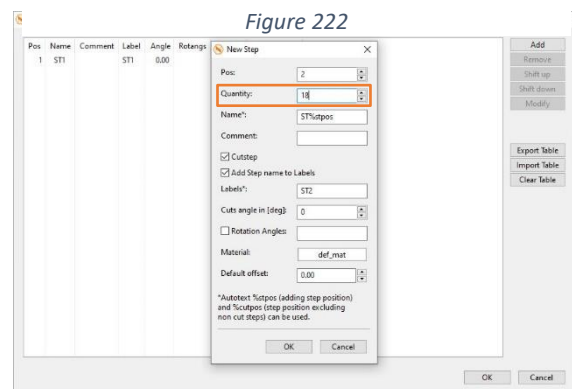 Figure 222
Pos Name Comment Label Angle Rotangs
1 ST1 ST1 0.00
New Step
Pos: 2
Quantity: 18
Name*: ST%stpos
Comment:
Cutstep
Add Step name to Labels
Labels*: ST2
Cuts angle in [deg]: 0
Rotation Angles:
Material: def_mat
Default offset: 0.00
*Autotext %stpos (adding step position)
and %cutpos (step position excluding
non cut steps) can be used.
OK Cancel
Add
Remove
Shift up
Shift down
Modify
Export Table
Import Table
Clear Table
OK Cancel